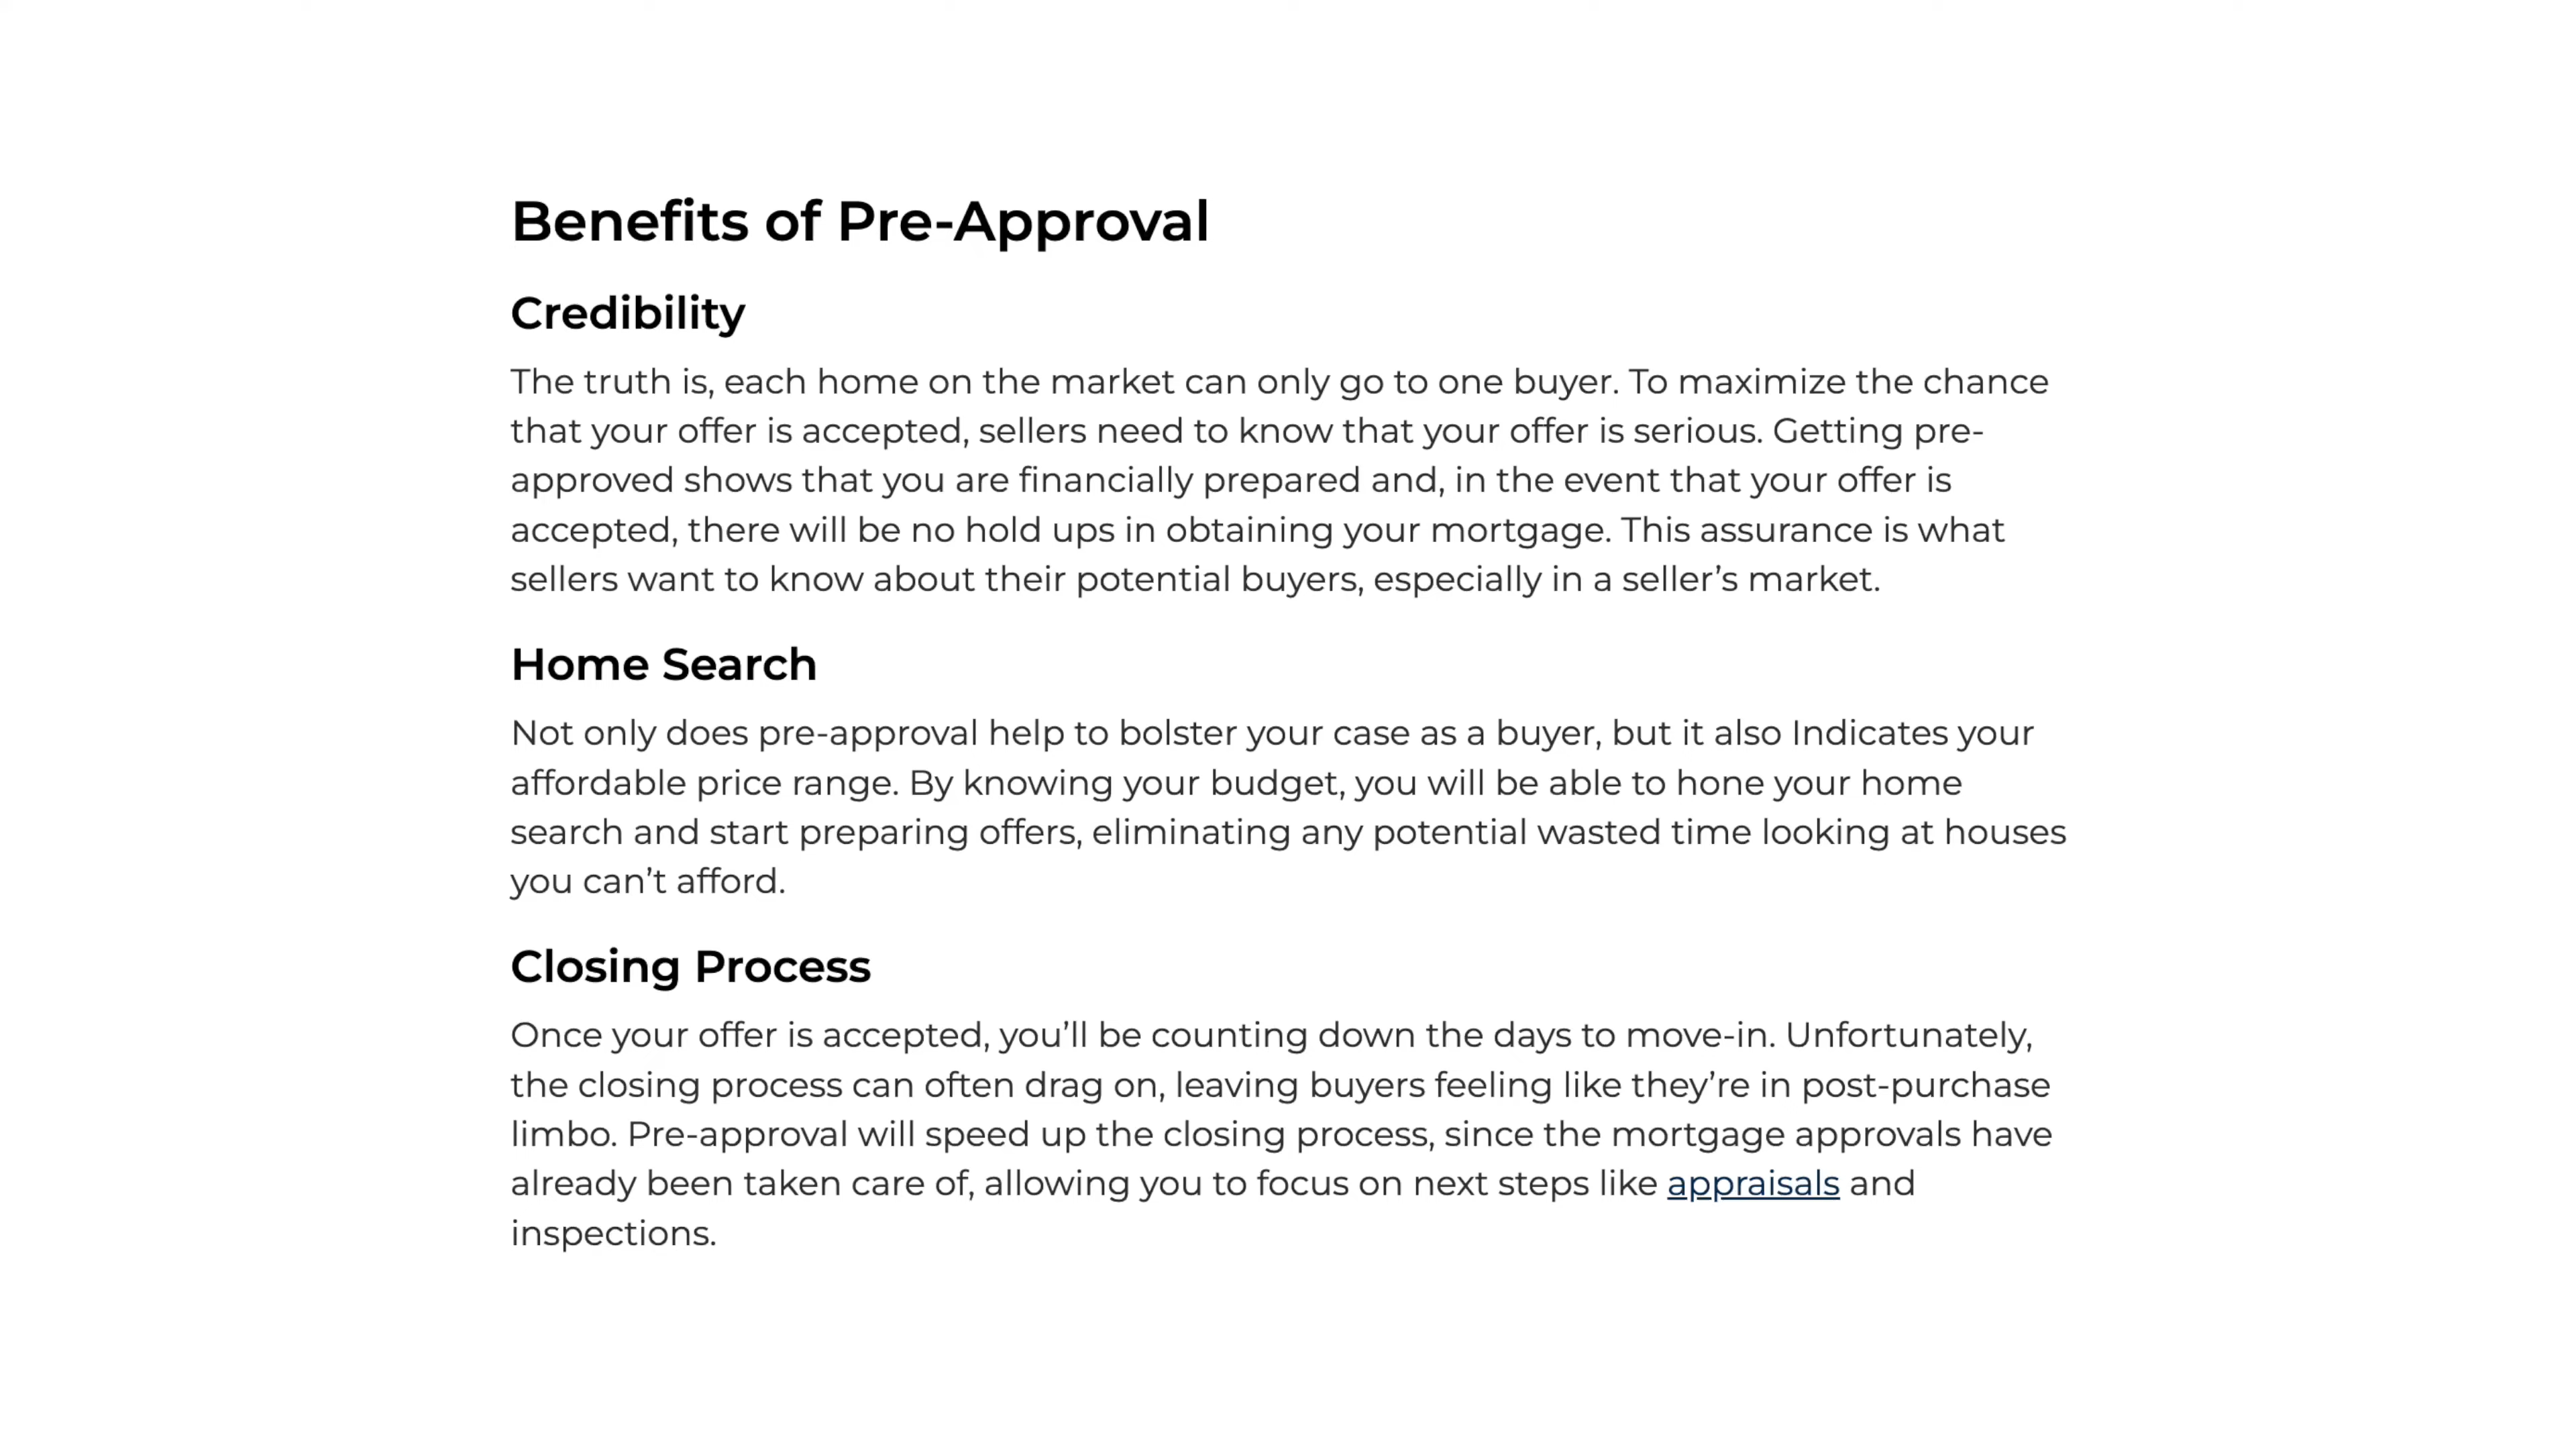 Benefits of Pre-Approval
Credibility
The truth is, each home on the market can only go to one buyer. To maximize the chance
that your offer is accepted, sellers need to know that your offer is serious. Getting pre-
approved shows that you are financially prepared and, in the event that your offer is
accepted, there will be no hold ups in obtaining your mortgage. This assurance is what
sellers want to know about their potential buyers, especially in a seller’s market.
Home Search
Not only does pre-approval help to bolster your case as a buyer, but it also Indicates your
affordable price range. By knowing your budget, you will be able to hone your home
search and start preparing offers, eliminating any potential wasted time looking at houses
you can’t afford.
Closing Process
Once your offer is accepted, you’ll be counting down the days to move-in. Unfortunately,
the closing process can often drag on, leaving buyers feeling like they’re in post-purchase
limbo. Pre-approval will speed up the closing process, since the mortgage approvals have
already been taken care of, allowing you to focus on next steps like appraisals and
inspections.